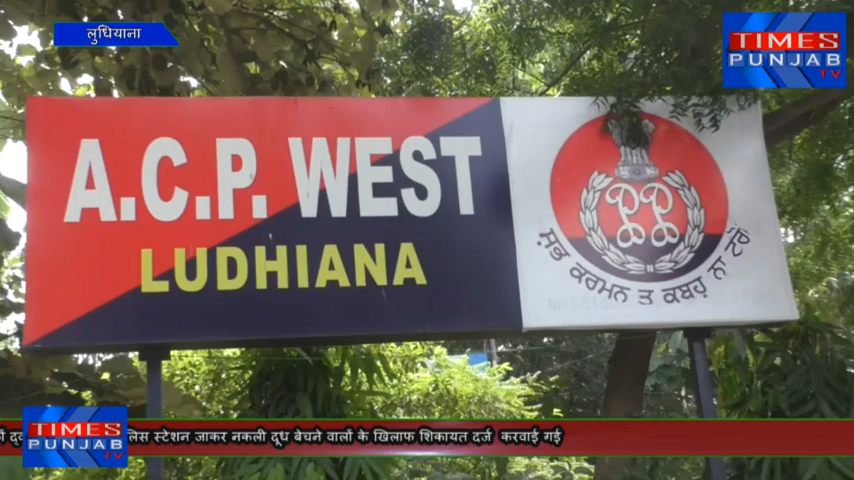 लुधियाना
TIMES
PUNJAB
TV
A.C.P. WEST
LUDHIANA
ਸ਼ੁਭ ਕਰਮਨ ਤੇ ਕਬਹੂੰ ਨਾ ਟਰੋਂ
TIMES
PUNJAB
TV
स्टेशन जाकर नकली दूध बेचने वालों के खिलाफ शिकायत दर्ज करवाई गई